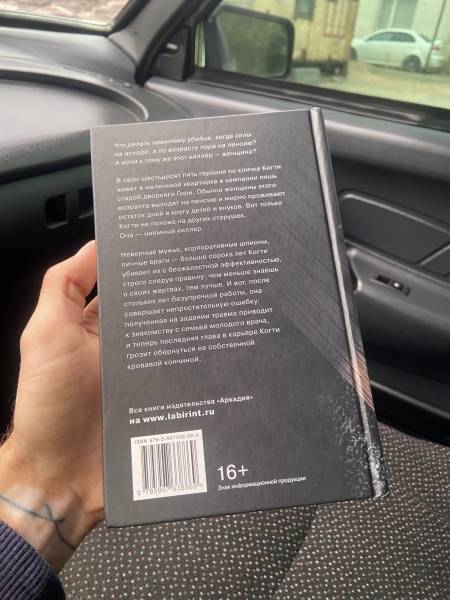 Что делать наемному убийце, когда силы
на исходе, а по возрасту пора на пенсию?
А если к тому же этот киллер — женщина?
В свои шестьдесят пять героиня по кличке Когти
живет в маленькой квартирке в компании лишь
старой дворняги Пори. Обычно женщины этого
возраста выходят на пенсию и мирно проживают
остаток дней в кругу детей и внуков. Вот только
Когти не похожа на других старушек.
Она — наемный киллер.
Неверные мужья, корпоративные шпионы,
личные враги — больше сорока лет Когти
убивает их с безжалостной эффективностью,
строго следуя правилу: чем меньше знаешь
о своих жертвах, тем лучше. И вот, после
стольких лет безупречной работы, она
совершает непростительную ошибку:
полученная на задании травма приводит
к знакомству с семьей молодого врача,
и теперь последняя глава в карьере Когти
грозит обернуться ее собственной
кровавой кончиной.
Все книги издательства «Аркадия»
на www.labirint.ru
16+
Знак информационной продукции